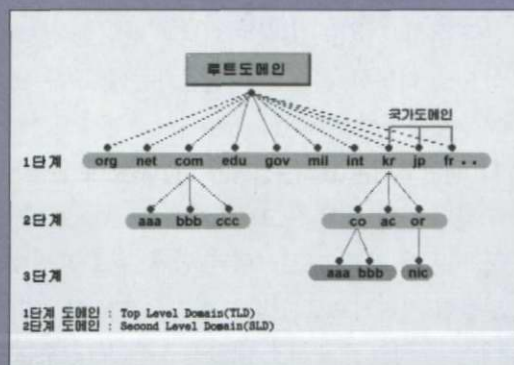 루트도메인
국가도메인
1단계 org net com edu gov mil int kr jp fr . .
2단계 aaa bbb ccc co ac or
3단계 aaa bbb nic
1단계 도메인 : Top Level Domain(TLD)
2단계 도메인 : Second Level Domain(SLD)